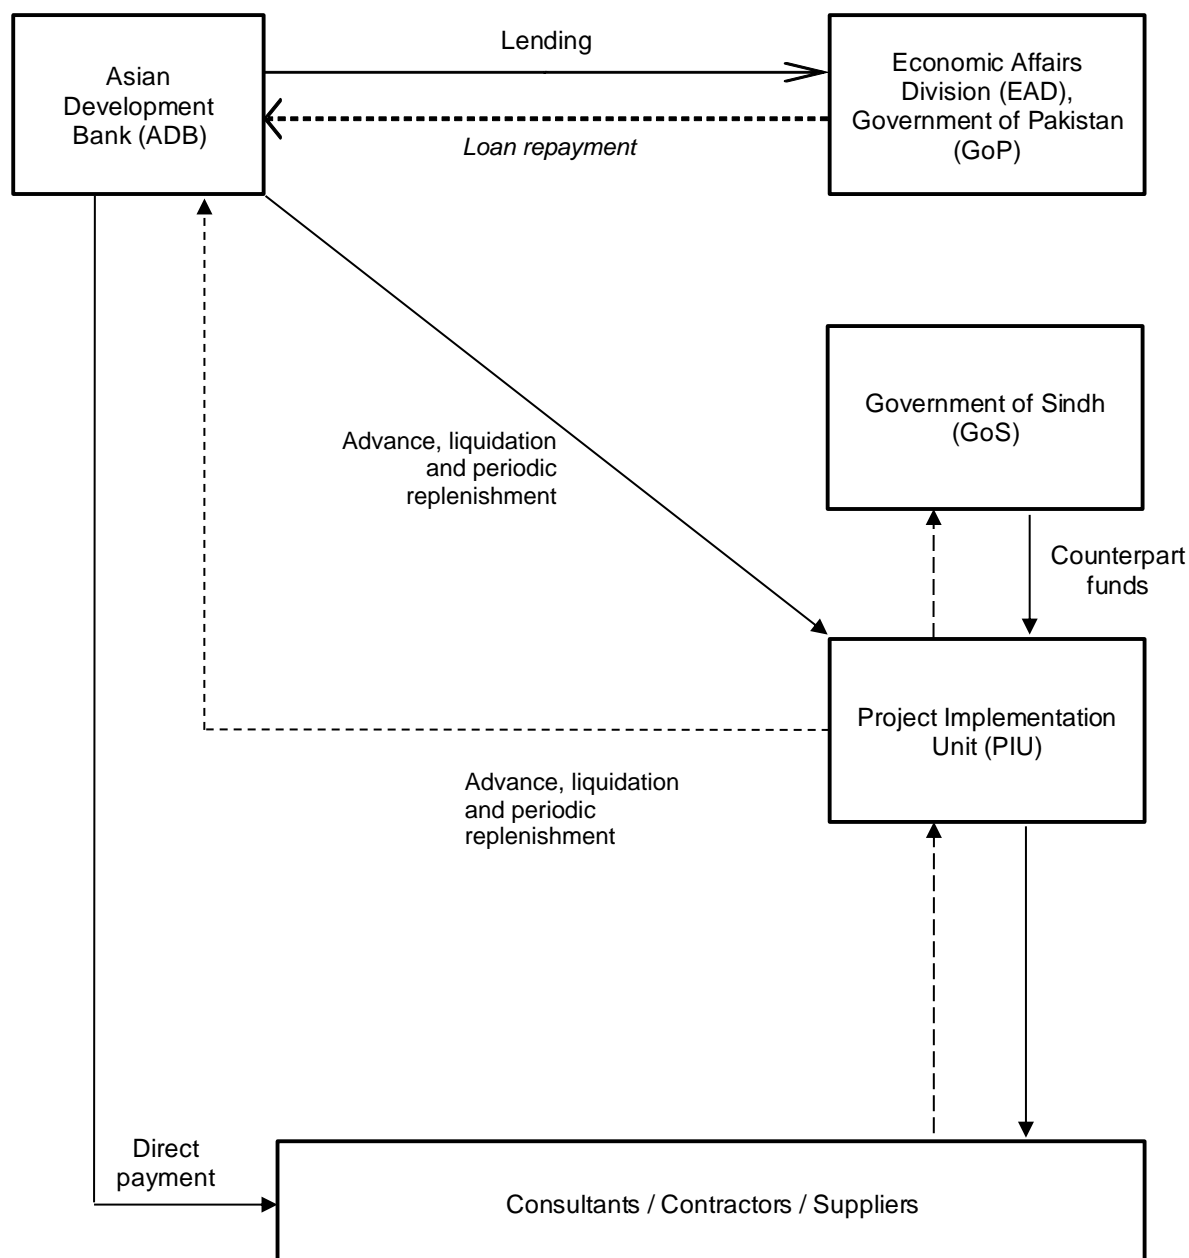 Lending
Asian
Development
Bank (ADB)
Economic Affairs
Division (EAD),
Government of Pakistan
(GoP)
Loan repayment
Government of Sindh
(GoS)
Advance, liquidation
and periodic
replenishment
Counterpart
funds
Project Implementation
Unit (PIU)
Advance, liquidation
and periodic
replenishment
Direct
payment
Consultants / Contractors / Suppliers